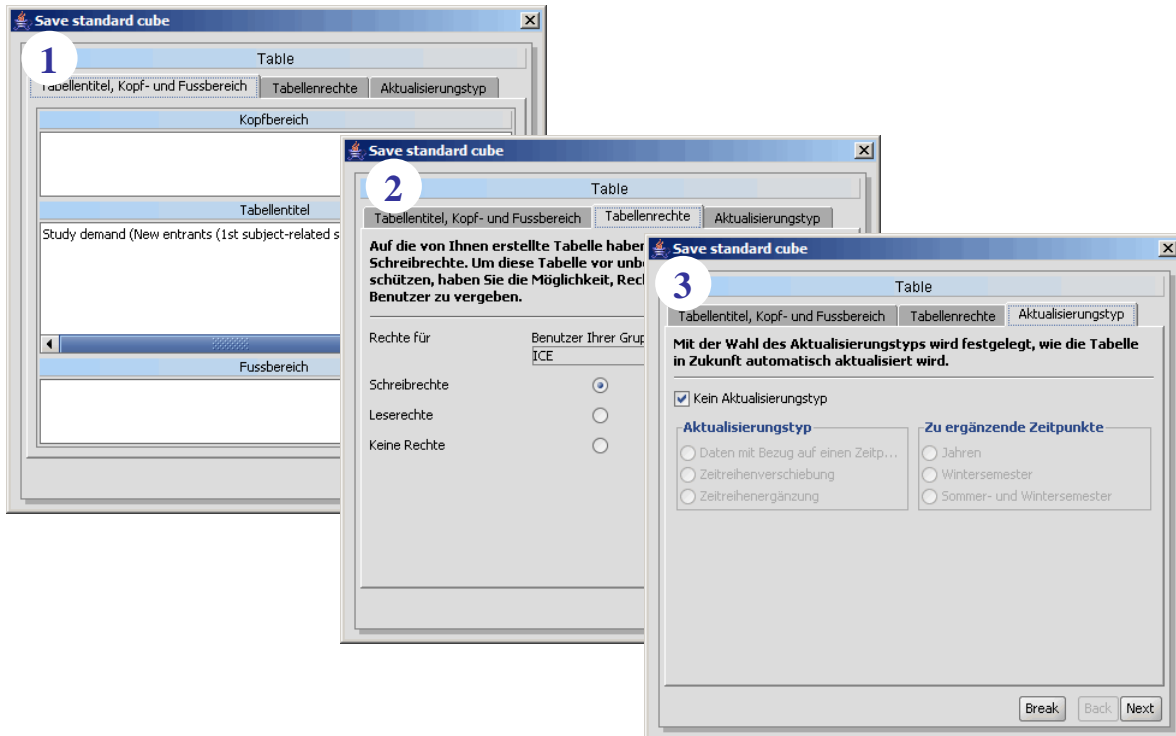 Save standard cube
1
Table
Tabellentitel, Kopf- und Fussbereich Tabellenrechte Aktualisierungstyp
Kopfbereich
Tabellentitel
Study demand (New entrants (1st subject-related s
Fussbereich
Save standard cube
2
Table
Tabellentitel, Kopf- und Fussbereich Tabellenrechte Aktualisierungstyp
Auf die von Ihnen erstellte Tabelle haben
Schreibrechte. Um diese Tabelle vor unb
schützen, haben Sie die Möglichkeit, Rec
Benutzer zu vergeben.
Rechte für Benutzer Ihrer Grup
ICE
Schreibrechte
Leserechte
Keine Rechte
Save standard cube
3
Table
Tabellentitel, Kopf- und Fussbereich Tabellenrechte Aktualisierungstyp
Mit der Wahl des Aktualisierungstyps wird festgelegt, wie die Tabelle
in Zukunft automatisch aktualisiert wird.
Kein Aktualisierungstyp
Aktualisierungstyp Zu ergänzende Zeitpunkte
Daten mit Bezug auf einen Zeitp... Jahren
Zeitreihenverschiebung Wintersemester
Zeitreihenergänzung Sommer- und Wintersemester
Break Back Next